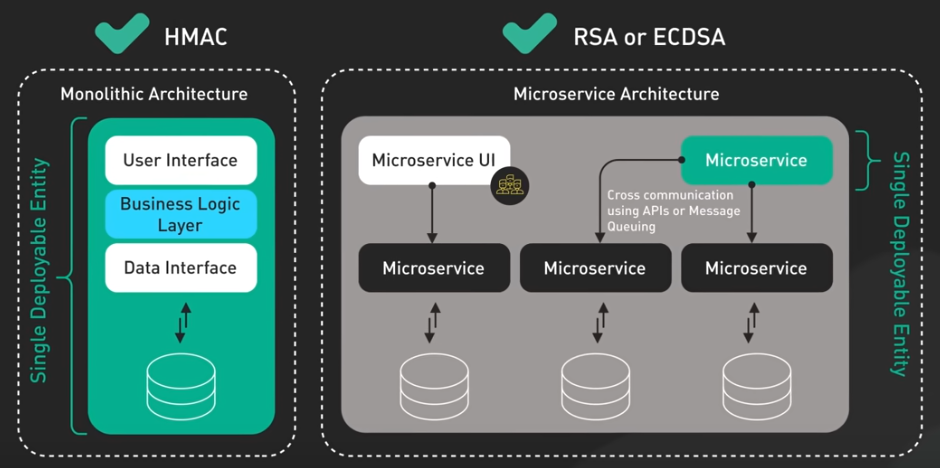 HMAC
Monolithic Architecture
Single Deployable Entity
User Interface
Business Logic
Layer
Data Interface
RSA or ECDSA
Microservice Architecture
Microservice UI
Microservice
Cross communication
using APIs or Message
Queuing
Microservice
Microservice
Microservice
Single Deployable Entity